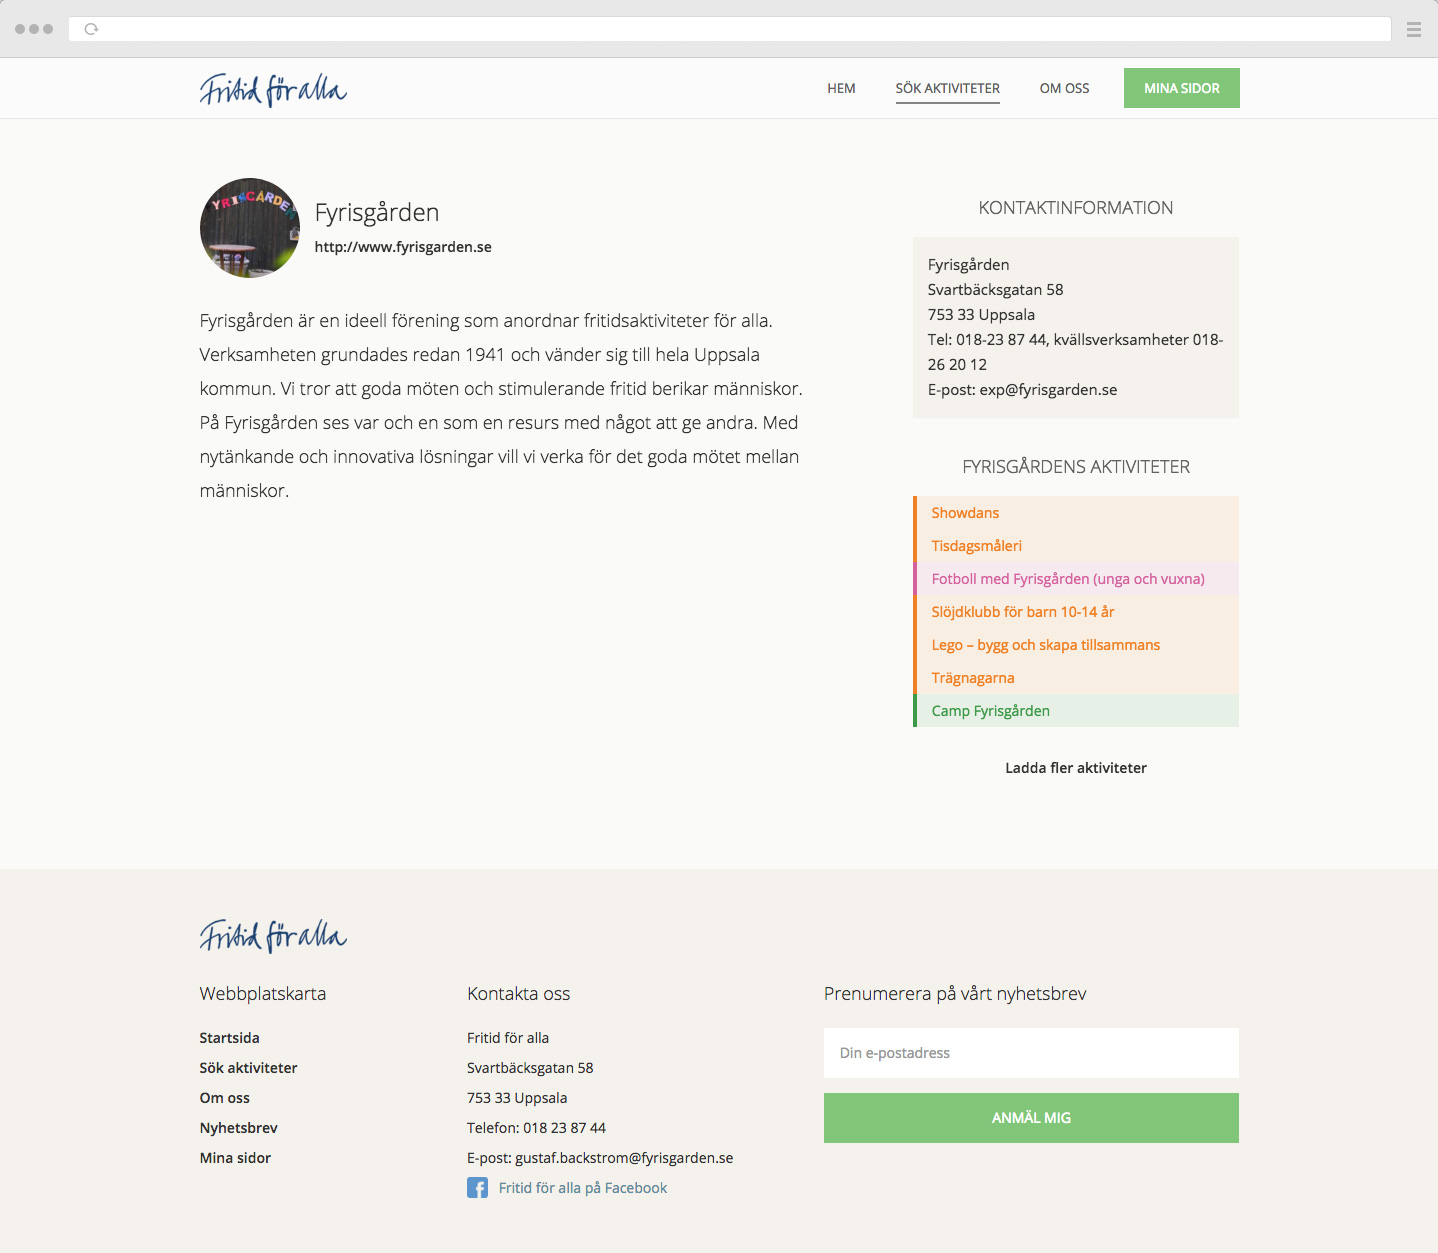 Fritid för alla
HEM
SÖK AKTIVITETER
OM OSS
MINA SIDOR
YRISGÅRDEN
Fyrisgården
http://www.fyrisgarden.se
Fyrisgården är en ideell förening som anordnar fritidsaktiviteter för alla.
Verksamheten grundades redan 1941 och vänder sig till hela Uppsala
kommun. Vi tror att goda möten och stimulerande fritid berikar människor.
På Fyrisgården ses var och en som en resurs med något att ge andra. Med
nytänkande och innovativa lösningar vill vi verka för det goda mötet mellan
människor.
KONTAKTINFORMATION
Fyrisgården
Svartbäcksgatan 58
753 33 Uppsala
Tel: 018-23 87 44, kvällsverksamheter 018-
26 20 12
E-post: exp@fyrisgarden.se
FYRISGÅRDENS AKTIVITETER
Showdans
Tisdagsmåleri
Fotboll med Fyrisgården (unga och vuxna)
Slöjdklubb för barn 10-14 år
Lego – bygg och skapa tillsammans
Trägnagarna
Camp Fyrisgården
Ladda fler aktiviteter
Fritid för alla
Webbplatskarta
Startsida
Sök aktiviteter
Om oss
Nyhetsbrev
Mina sidor
Kontakta oss
Fritid för alla
Svartbäcksgatan 58
753 33 Uppsala
Telefon: 018 23 87 44
E-post: gustaf.backstrom@fyrisgarden.se
Fritid för alla på Facebook
Prenumerera på vårt nyhetsbrev
Din e-postadress
ANMÄL MIG